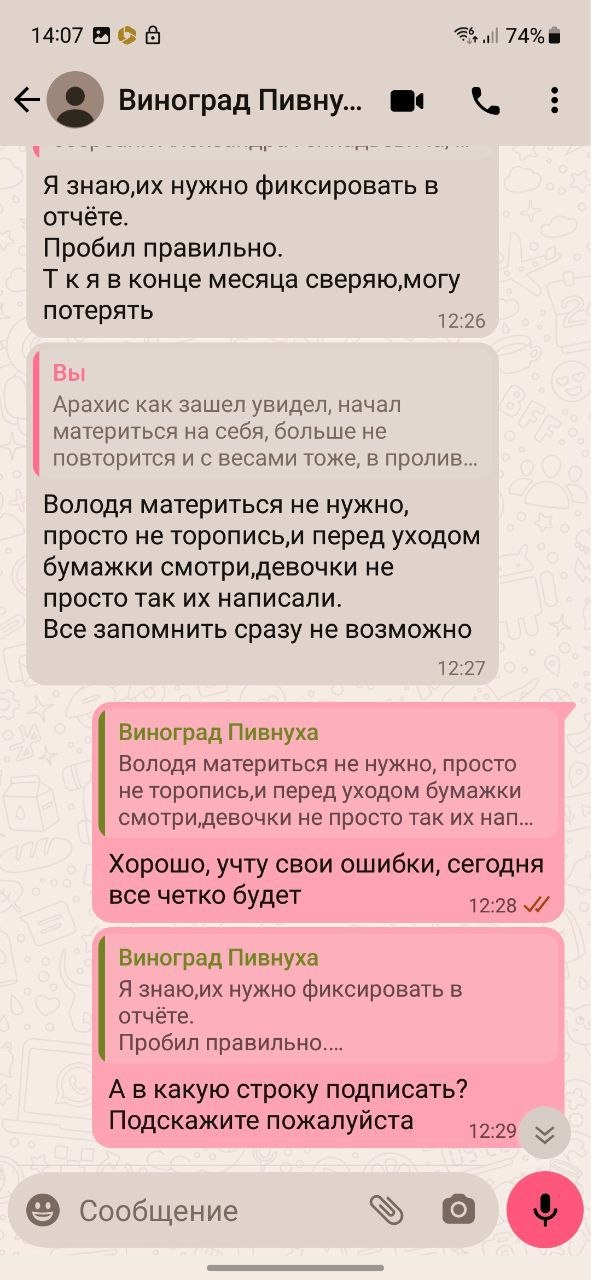 14:07
74%
Виноград Пивну...
Я знаю,их нужно фиксировать в
отчёте.
Пробил правильно.
Т к я в конце месяца сверяю,могу
потерять
12:26
Вы
Арахис как зашел увидел, начал
материться на себя, больше не
повторится и с весами тоже, в пролив...
Володя материться не нужно,
просто не торопись,и перед уходом
бумажки смотри,девочки не
просто так их написали.
Все запомнить сразу не возможно
12:27
Виноград Пивнуха
Володя материться не нужно, просто
не торопись,и перед уходом бумажки
смотри,девочки не просто так их нап...
Хорошо, учту свои ошибки, сегодня
все четко будет
12:28
Виноград Пивнуха
Я знаю,их нужно фиксировать в
отчёте.
Пробил правильно....
А в какую строку подписать?
Подскажите пожалуйста
12:29
Сообщение